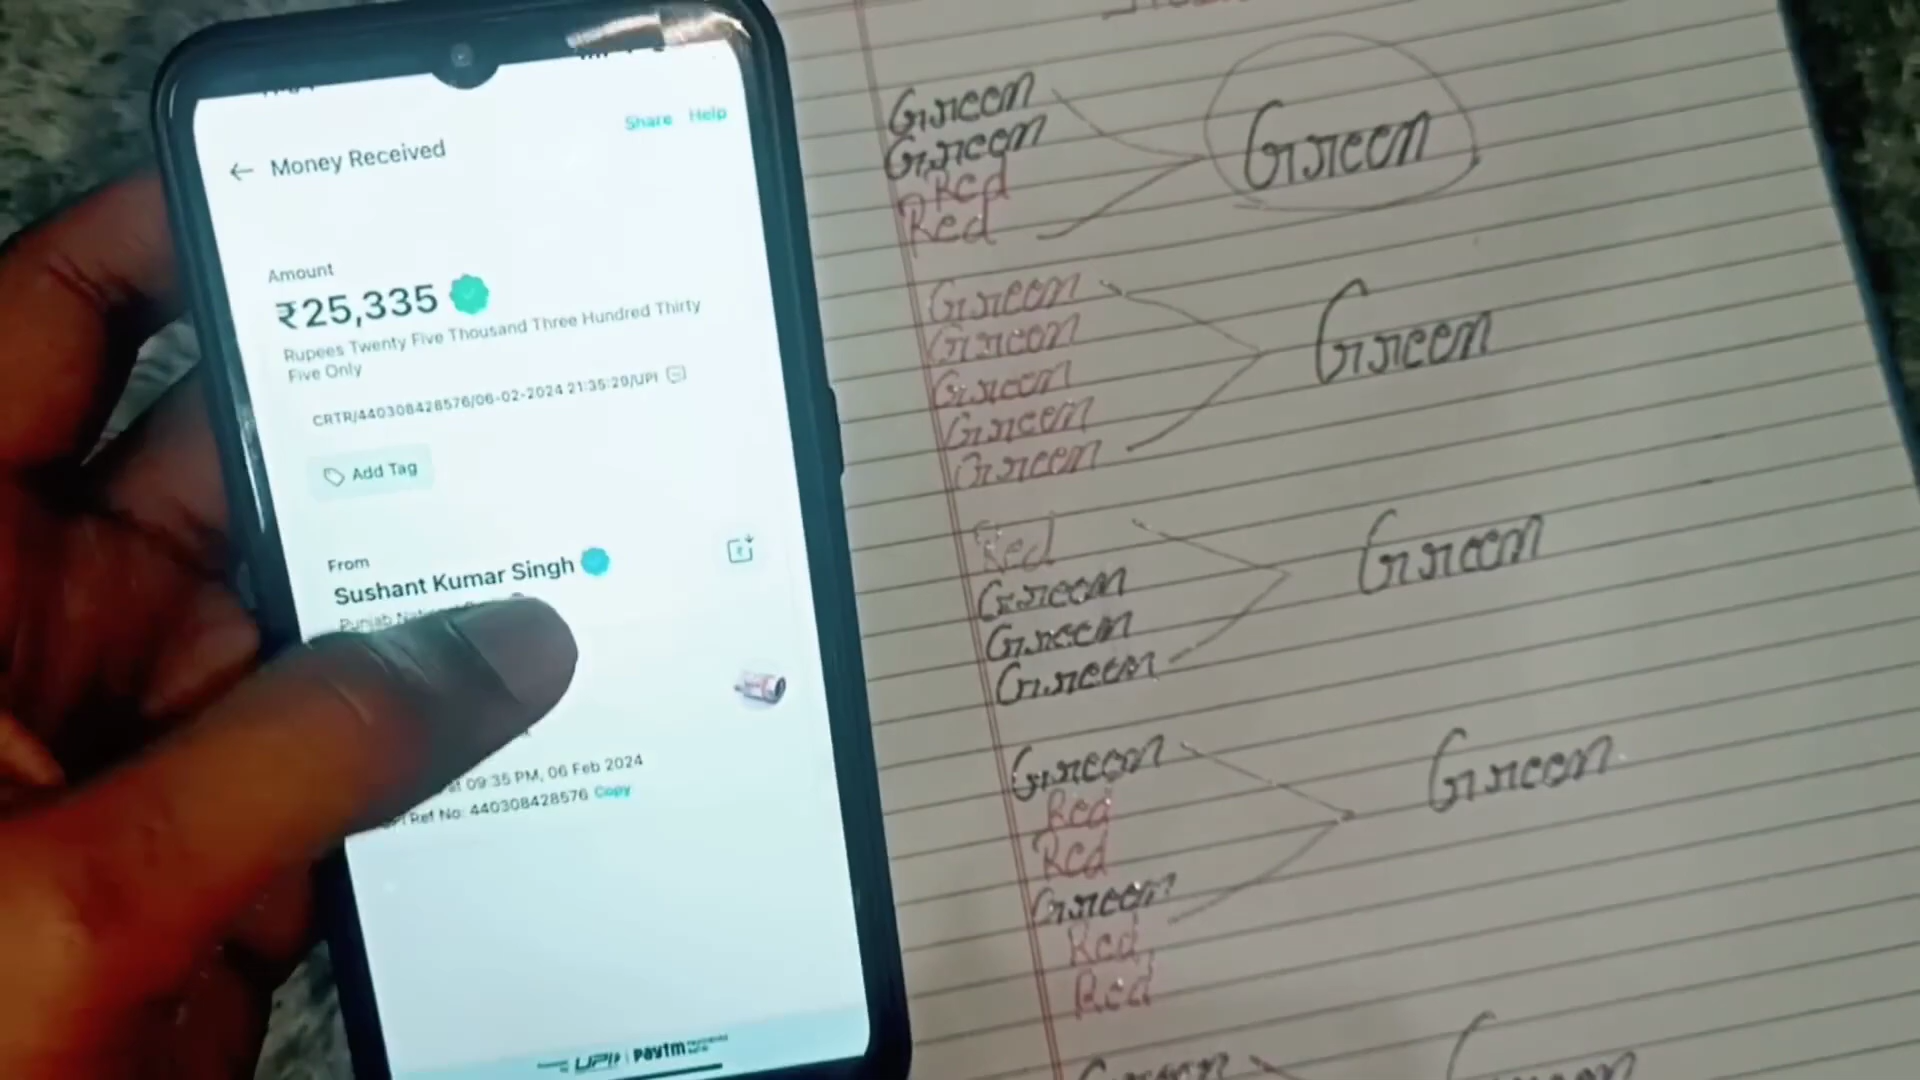 Share Help
Money Received
Amount
₹25,335
Rupees Twenty Five Thousand Three Hundred Thirty
Five Only
CRTR/440308428576/06-02-2024 21:35:29/UPI
Add Tag
From
Sushant Kumar Singh
Punjab
at 09:35 PM, 06 Feb 2024
Ref No: 440308428576 Copy
UPI paytm
Green
Green
Red
Red
Green
Green
Green
Green
Green
Green
Green
Red
Green
Green
Green
Green
Green
Red
Red
Green
Red
Red
Green
Green